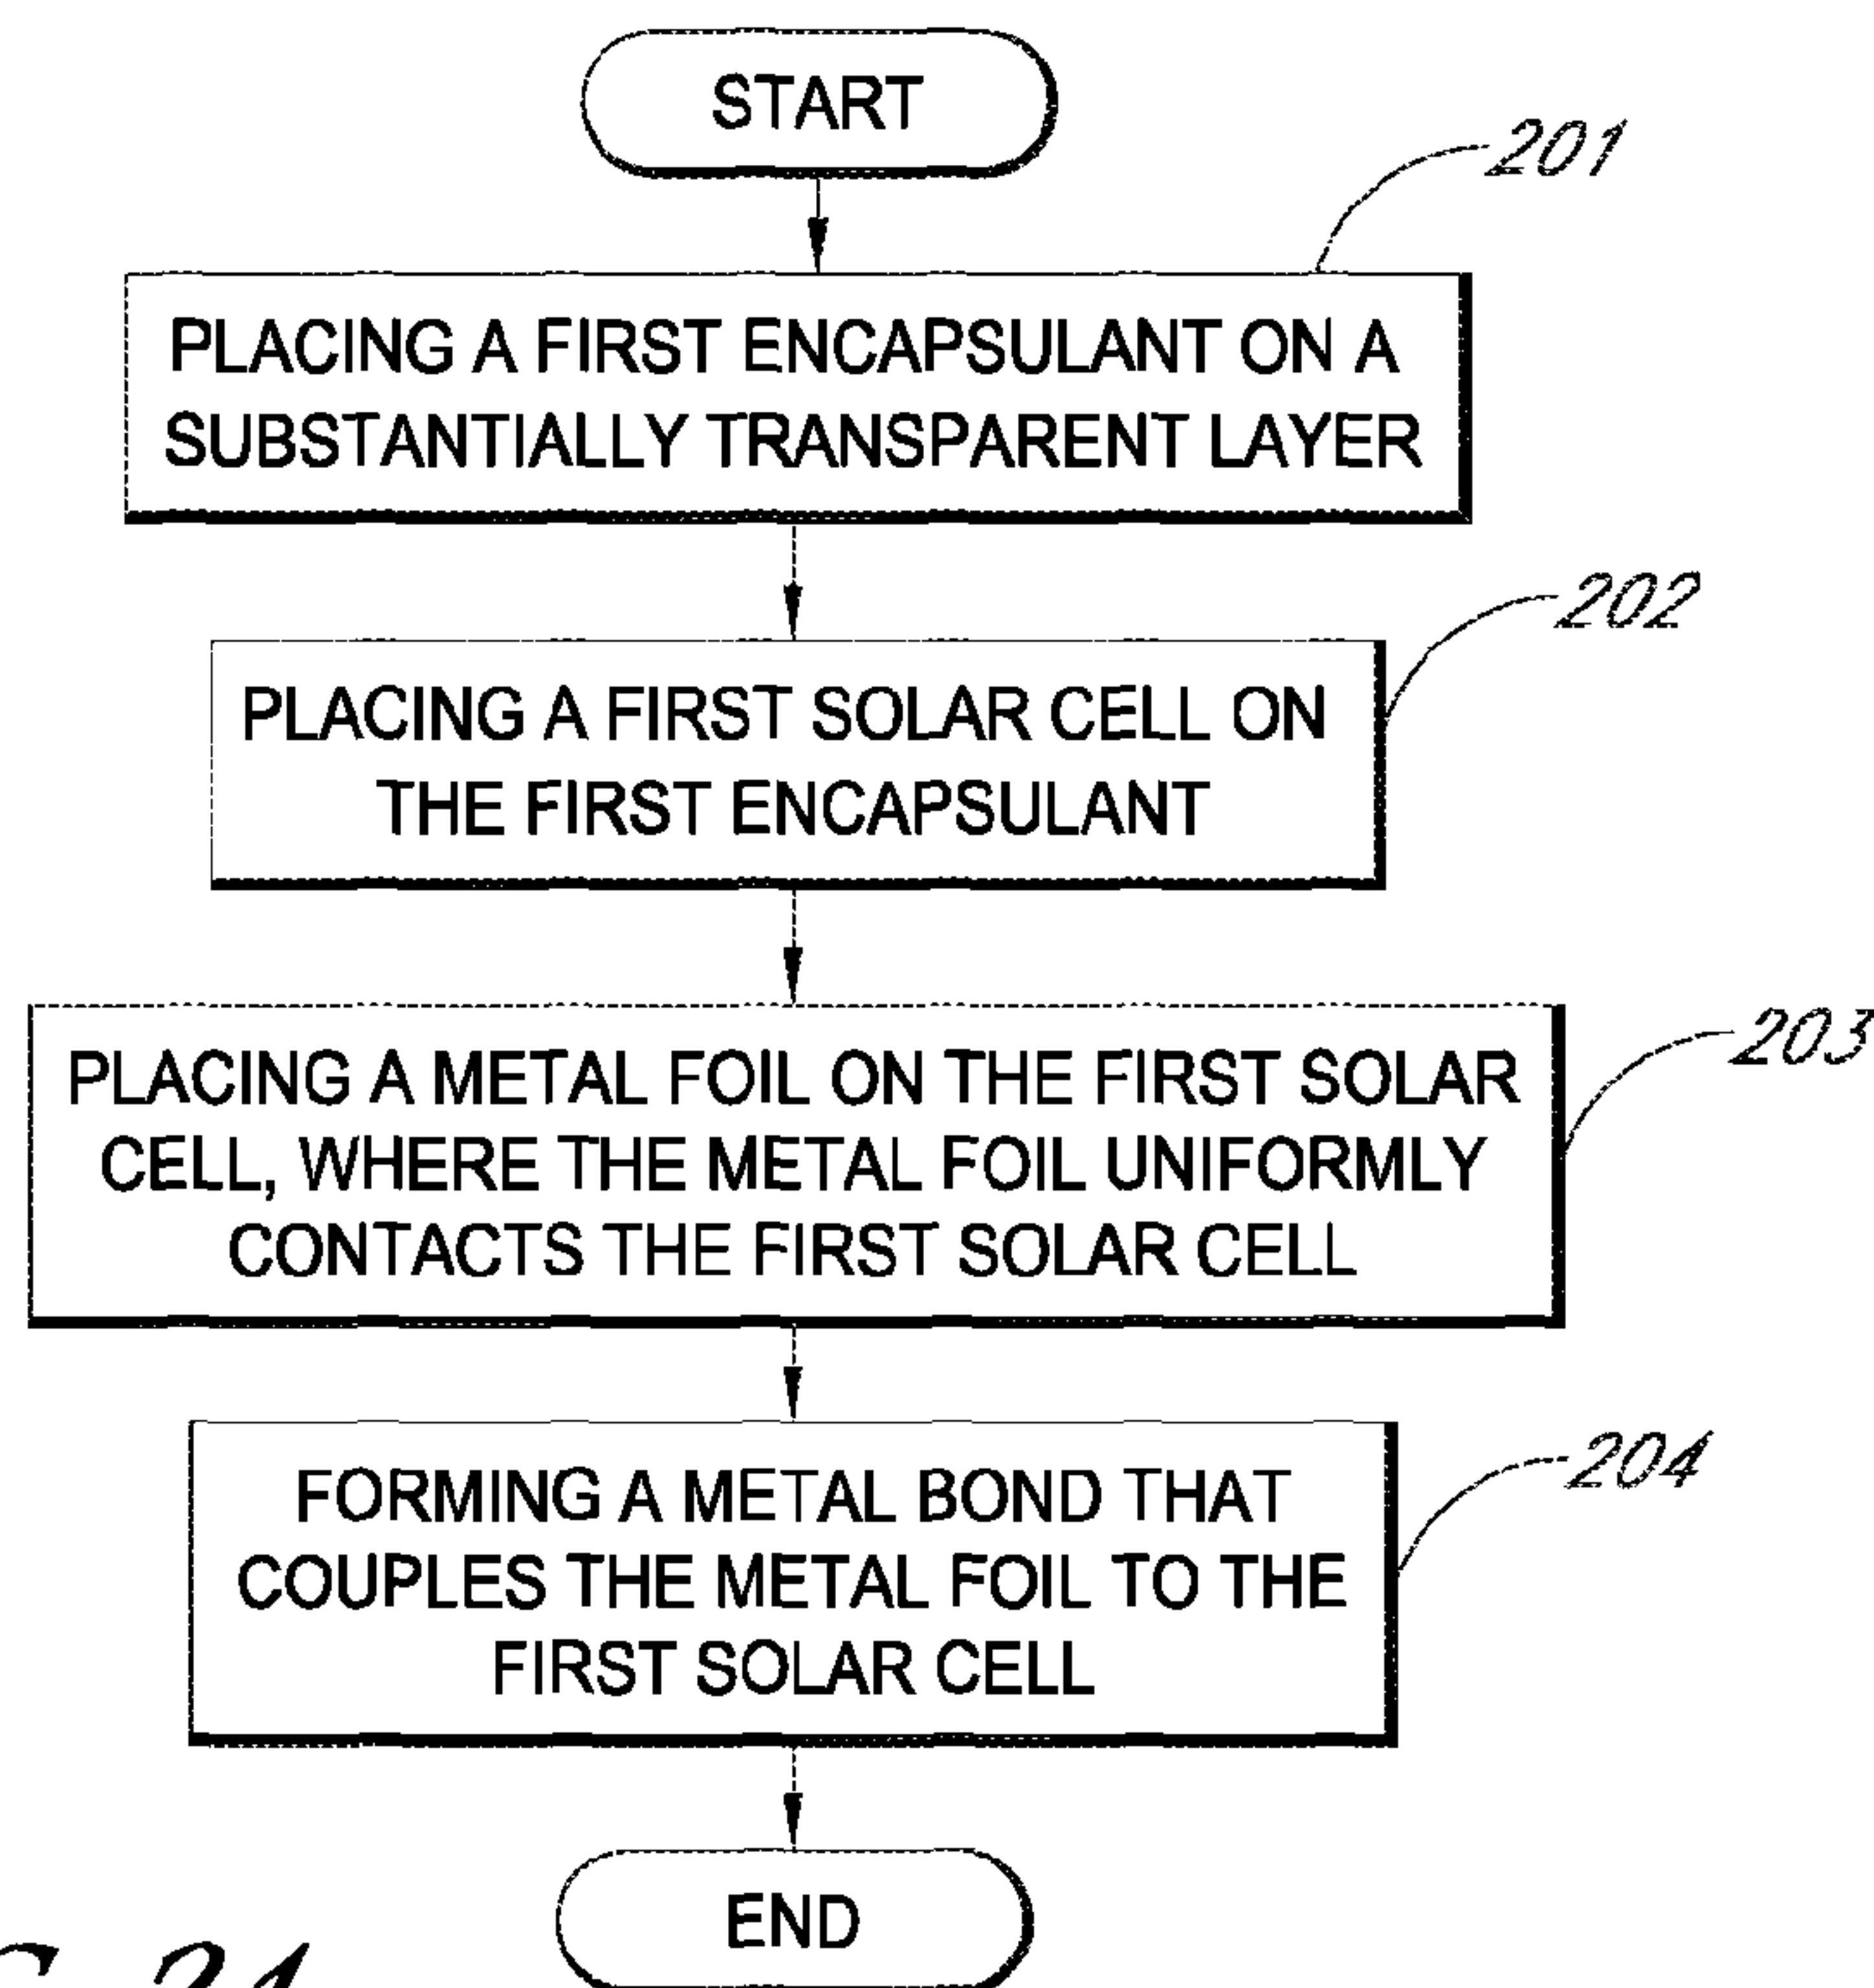 START
201
PLACING A FIRST ENCAPSULANT ON A
SUBSTANTIALLY TRANSPARENT LAYER
202
PLACING A FIRST SOLAR CELL ON
THE FIRST ENCAPSULANT
203
PLACING A METAL FOIL ON THE FIRST SOLAR
CELL, WHERE THE METAL FOIL UNIFORMLY
CONTACTS THE FIRST SOLAR CELL
204
FORMING A METAL BOND THAT
COUPLES THE METAL FOIL TO THE
FIRST SOLAR CELL
END